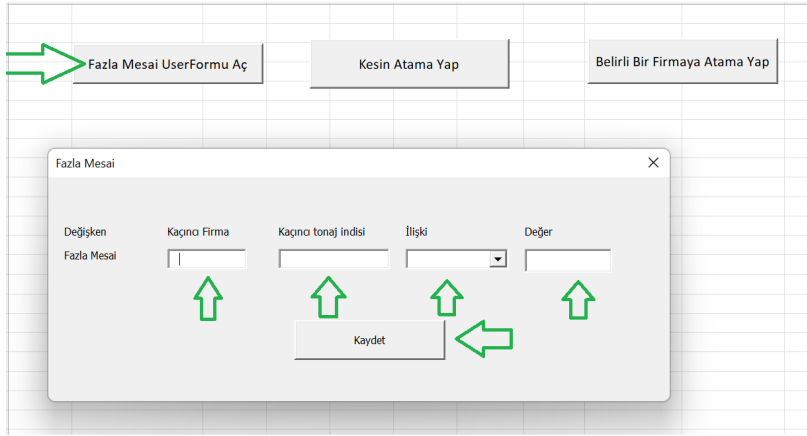 Fazla Mesai UserFormu Aç
Kesin Atama Yap
Belirli Bir Firmaya Atama Yap
Fazla Mesai
Değişken
Kaçıncı Firma
Kaçıncı tonaj indisi
İlişki
Değer
Fazla Mesai
Kaydet